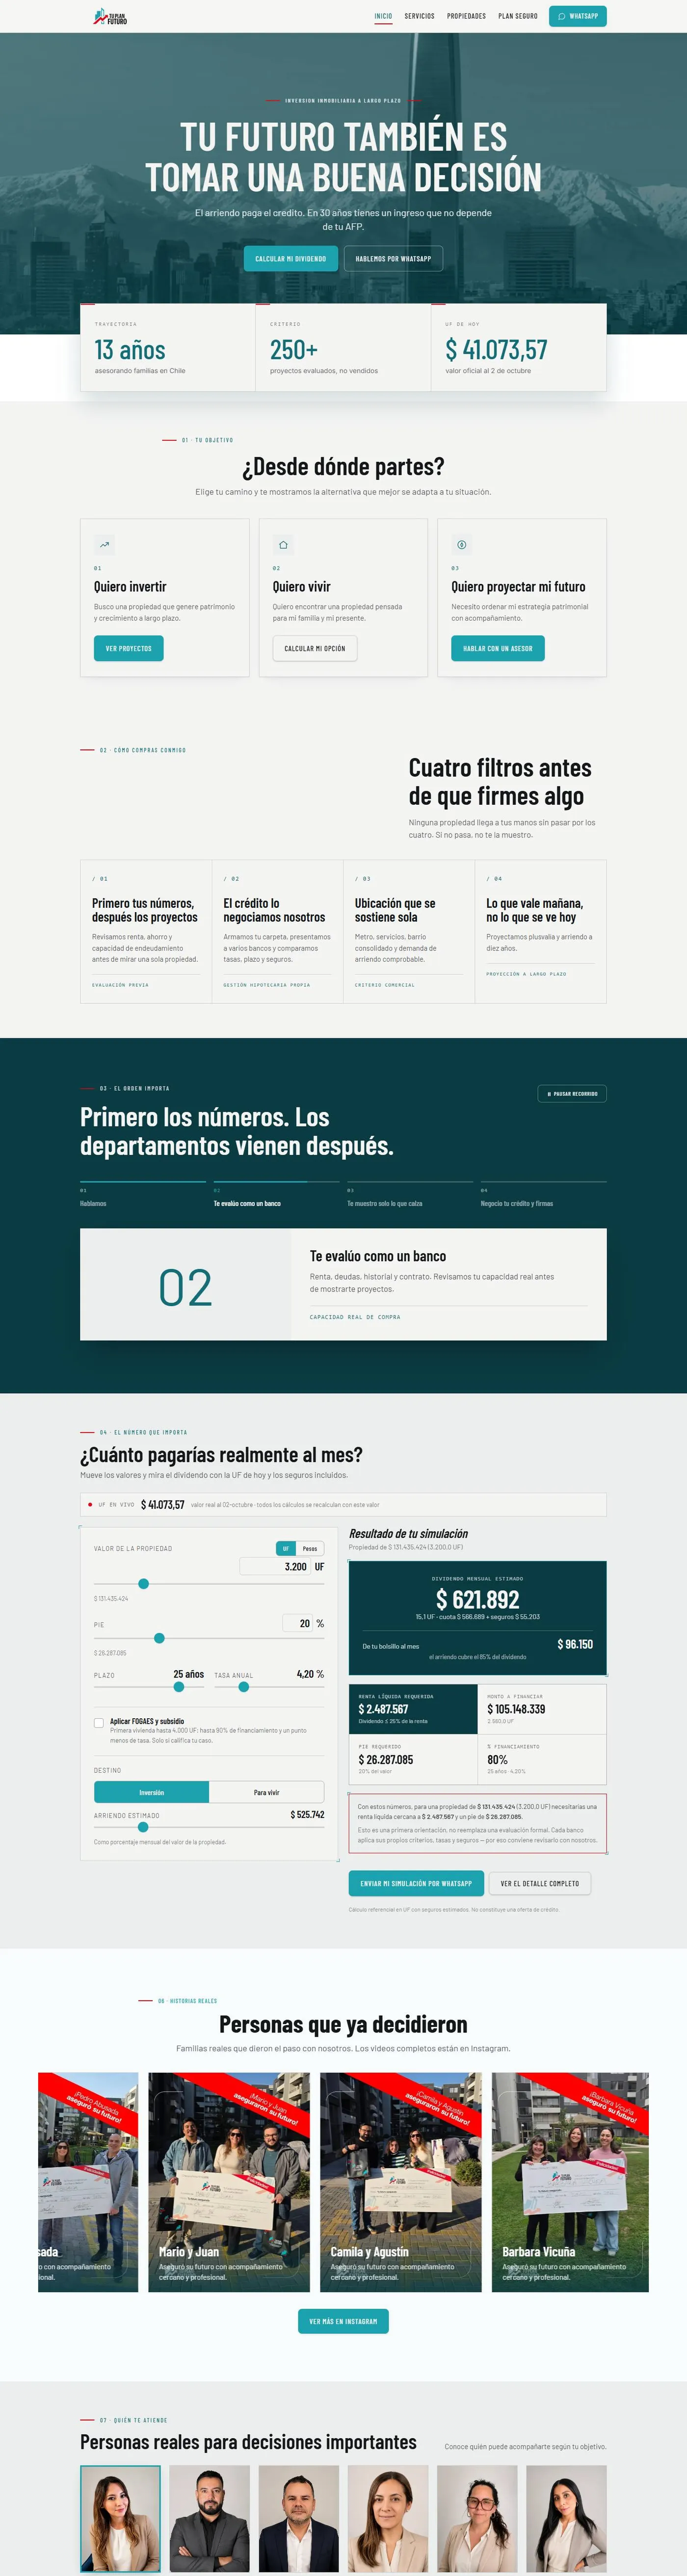 TU PLAN
FUTURO
INICIO
SERVICIOS
PROPIEDADES
PLAN SEGURO
WHATSAPP
INVERSIÓN INMOBILIARIA A LARGO PLAZO
TU FUTURO TAMBIÉN ES
TOMAR UNA BUENA DECISIÓN
El arriendo paga el crédito. En 30 años tienes un ingreso que no depende
de tu AFP.
CALCULAR MI DIVIDENDO
HABLEMOS POR WHATSAPP
TRAYECTORIA
13 años
asesorando familias en Chile
CRITERIO
250+
proyectos evaluados, no vendidos
UF DE HOY
$ 41.073,57
valor oficial al 2 de octubre
01 · TU OBJETIVO
¿Desde dónde partes?
Elige tu camino y te mostramos la alternativa que mejor se adapta a tu situación.
01
Quiero invertir
Busco una propiedad que genere patrimonio
y crecimiento a largo plazo.
VER PROYECTOS
02
Quiero vivir
Quiero encontrar una propiedad pensada
para mi familia y mi presente.
CALCULAR MI OPCIÓN
03
Quiero proyectar mi futuro
Necesito ordenar mi estrategia patrimonial
con acompañamiento.
HABLAR CON UN ASESOR
02 · CÓMO COMPRAS CONMIGO
Cuatro filtros antes
de que firmes algo
Ninguna propiedad llega a tus manos sin pasar por los
cuatro. Si no pasa, no te la muestro.
/ 01
Primero tus números,
después los proyectos
Revisamos renta, ahorro y
capacidad de endeudamiento
antes de mirar una sola propiedad.
EVALUACIÓN PREVIA
/ 02
El crédito lo
negociamos nosotros
Armamos tu carpeta, presentamos
a varios bancos y comparamos
tasas, plazo y seguros.
GESTIÓN HIPOTECARIA PROPIA
/ 03
Ubicación que se
sostiene sola
Metro, servicios, barrio
consolidado y demanda de
arriendo comprobable.
CRITERIO COMERCIAL
/ 04
Lo que vale mañana,
no lo que se ve hoy
Proyectamos plusvalía y arriendo a
diez años.
PROYECCIÓN A LARGO PLAZO
03 · EL ORDEN IMPORTA
PAUSAR RECORRIDO
Primero los números. Los
departamentos vienen después.
01
Hablamos
02
Te evalúo como un banco
03
Te muestro solo lo que calza
04
Negocio tu crédito y firmas
02
Te evalúo como un banco
Renta, deudas, historial y contrato. Revisamos tu capacidad real antes
de mostrarte proyectos.
CAPACIDAD REAL DE COMPRA
04 · EL NÚMERO QUE IMPORTA
¿Cuánto pagarías realmente al mes?
Mueve los valores y mira el dividendo con la UF de hoy y los seguros incluidos.
UF EN VIVO
$ 41.073,57
valor real al 02-octubre · todos los cálculos se recalculan con este valor
VALOR DE LA PROPIEDAD
UF
Pesos
3.200 UF
$ 131.435.424
PIE
20 %
$ 26.287.085
PLAZO
25 años
TASA ANUAL
4,20 %
Aplicar FOGAES y subsidio
Primera vivienda hasta 4.000 UF: hasta 90% de financiamiento y un punto
menos de tasa. Solo si califica tu caso.
DESTINO
Inversión
Para vivir
ARRIENDO ESTIMADO
$ 525.742
Como porcentaje mensual del valor de la propiedad.
Resultado de tu simulación
Propiedad de $ 131.435.424 (3.200,0 UF)
DIVIDENDO MENSUAL ESTIMADO
$ 621.892
15,1 UF · cuota $ 566.689 + seguros $ 55.203
De tu bolsillo al mes
$ 96.150
el arriendo cubre el 85% del dividendo
RENTA LÍQUIDA REQUERIDA
$ 2.487.567
Dividendo ≤ 25% de la renta
MONTO A FINANCIAR
$ 105.148.339
2.560,0 UF
PIE REQUERIDO
$ 26.287.085
20% del valor
% FINANCIAMIENTO
80%
25 años · 4,20%
Con estos números, para una propiedad de $ 131.435.424 (3.200,0 UF) necesitarías una
renta líquida cercana a $ 2.487.567 y un pie de $ 26.287.085.
Esto es una primera orientación, no reemplaza una evaluación formal. Cada banco
aplica sus propios criterios, tasas y seguros — por eso conviene revisarlo con nosotros.
ENVIAR MI SIMULACIÓN POR WHATSAPP
VER EL DETALLE COMPLETO
Cálculo referencial en UF con seguros estimados. No constituye una oferta de crédito.
06 · HISTORIAS REALES
Personas que ya decidieron
Familias reales que dieron el paso con nosotros. Los videos completos están en Instagram.
¡Pedro Abusada
aseguró su futuro!
sada
o con acompañamiento
ional.
¡Mario y Juan
aseguraron su futuro!
Mario y Juan
Aseguró su futuro con acompañamiento
cercano y profesional.
¡Camila y Agustín
aseguraron su futuro!
Camila y Agustín
Aseguró su futuro con acompañamiento
cercano y profesional.
¡Barbara Vicuña
aseguró su futuro!
Barbara Vicuña
Aseguró su futuro con acompañamiento
cercano y profesional.
VER MÁS EN INSTAGRAM
07 · QUIÉN TE ATIENDE
Personas reales para decisiones importantes
Conoce quién puede acompañarte según tu objetivo.